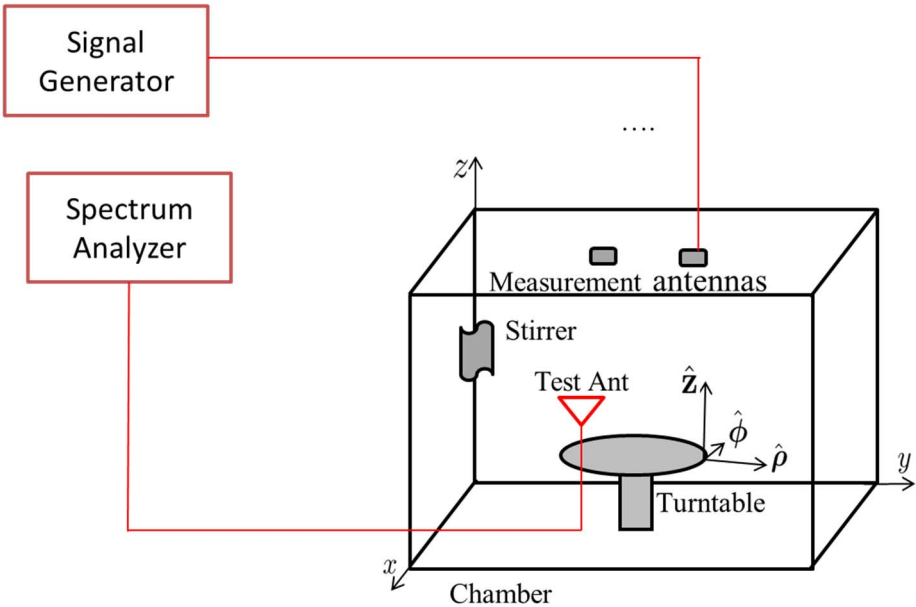 Signal
Generator
....
Spectrum
Analyzer
z
Measurement antennas
Stirrer
Test Ant
ẑ
ϕ̂
ρ̂
y
Turntable
x
Chamber